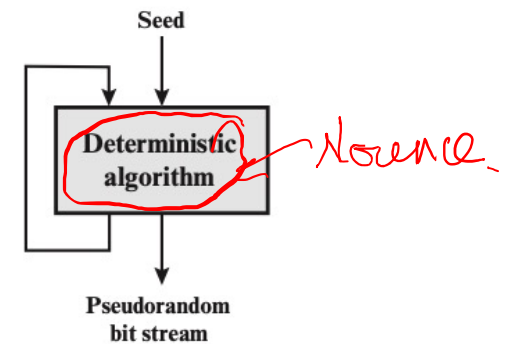 Seed
Deterministic
algorithm
Pseudorandom
bit stream